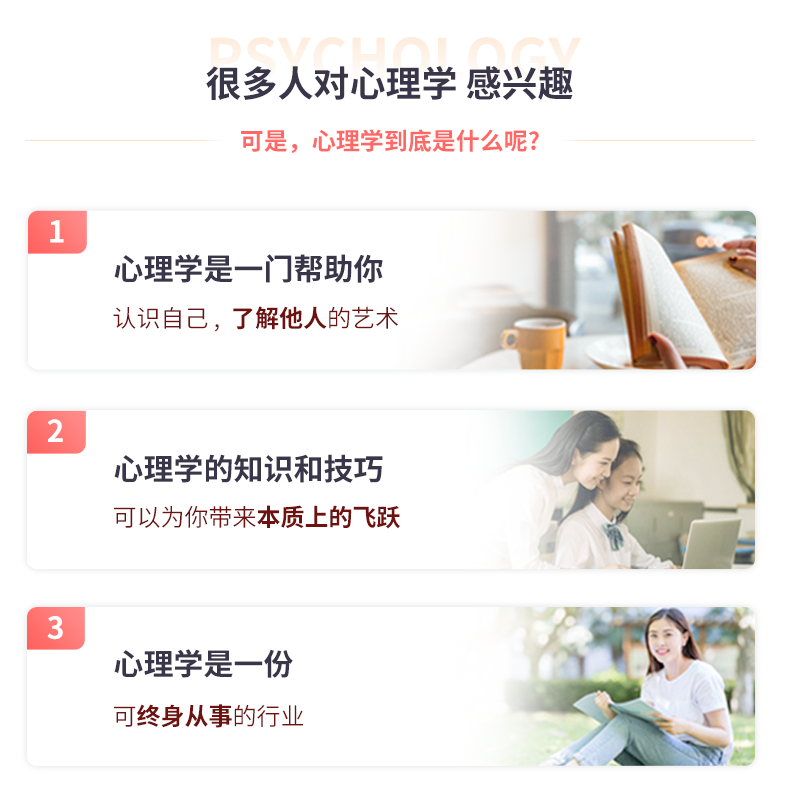 PSYCHOLOGY
很多人对心理学 感兴趣
可是，心理学到底是什么呢?
1
心理学是一门帮助你
认识自己，了解他人的艺术
2
心理学的知识和技巧
可以为你带来本质上的飞跃
3
心理学是一份
可终身从事的行业